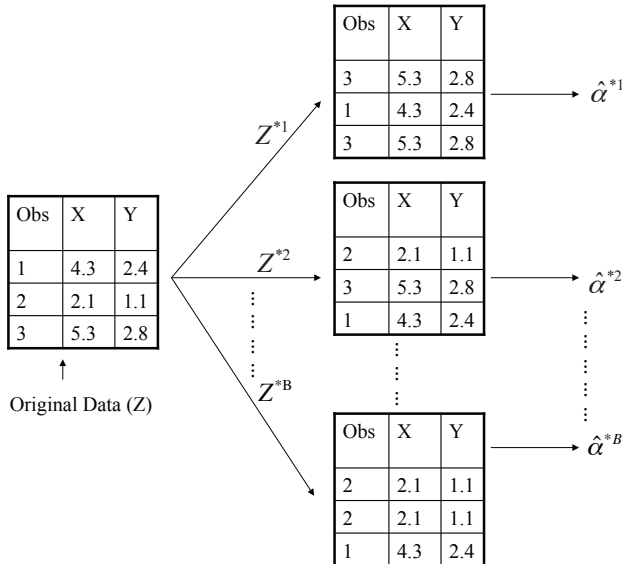 Obs X Y
3 5.3 2.8
1 4.3 2.4
3 5.3 2.8
α̂*1
Z*1
Obs X Y
1 4.3 2.4
2 2.1 1.1
3 5.3 2.8
Original Data (Z)
Z*2
Obs X Y
2 2.1 1.1
3 5.3 2.8
1 4.3 2.4
α̂*2
Z*B
Obs X Y
2 2.1 1.1
2 2.1 1.1
1 4.3 2.4
α̂*B